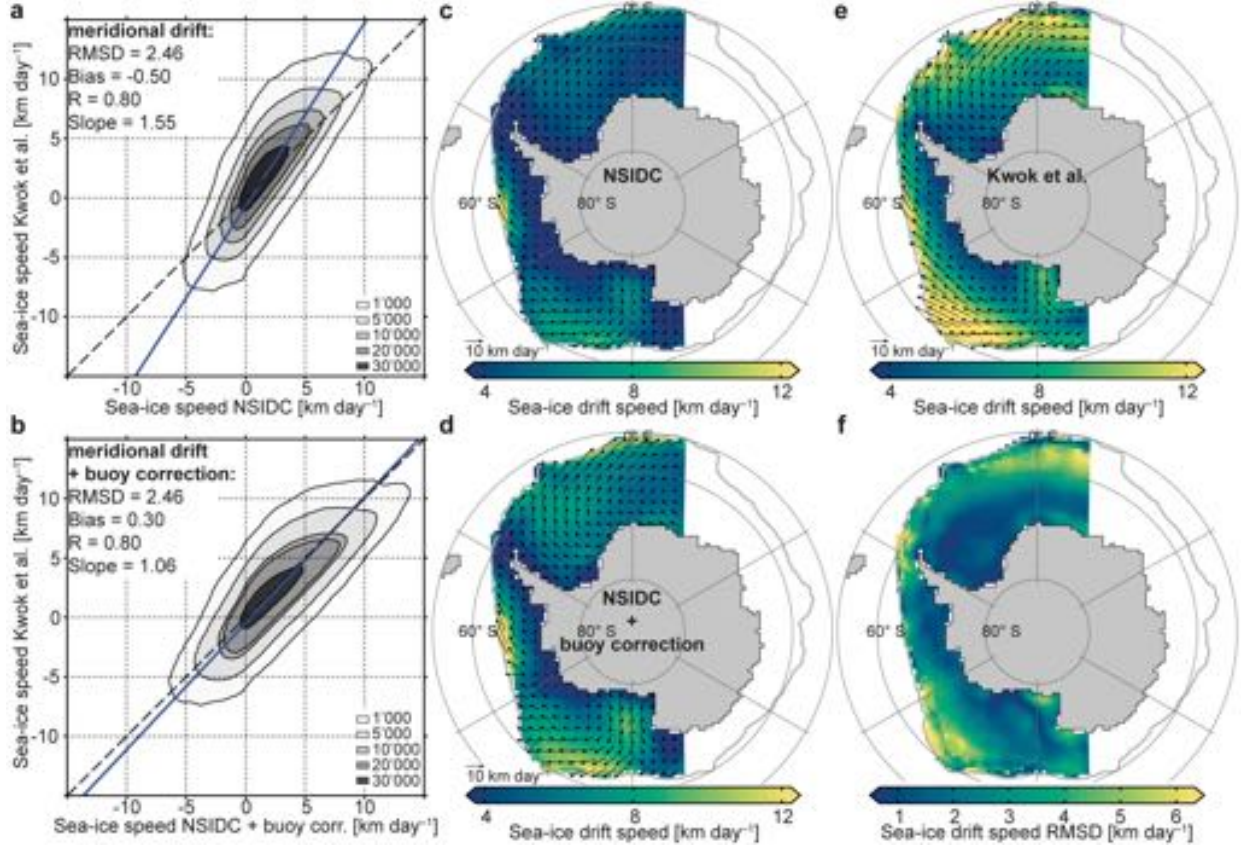 a
meridional drift:
RMSD = 2.46
Bias = -0.50
R = 0.80
Slope = 1.55
Sea-ice speed Kwok et al. [km day⁻¹]
10
5
0
-5
-10
1'000
5'000
10'000
20'000
30'000
-10 -5 0 5 10
Sea-ice speed NSIDC [km day⁻¹]
c
NSIDC
60° S
80° S
10 km day⁻¹
4 8 12
Sea-ice drift speed [km day⁻¹]
e
Kwok et al.
60° S
80° S
10 km day⁻¹
4 8 12
Sea-ice drift speed [km day⁻¹]
b
meridional drift
+ buoy correction:
RMSD = 2.46
Bias = 0.30
R = 0.80
Slope = 1.06
Sea-ice speed Kwok et al. [km day⁻¹]
10
5
0
-5
-10
1'000
5'000
10'000
20'000
30'000
-10 -5 0 5 10
Sea-ice speed NSIDC + buoy corr. [km day⁻¹]
d
NSIDC
+
buoy correction
60° S
80° S
10 km day⁻¹
4 8 12
Sea-ice drift speed [km day⁻¹]
f
60° S
80° S
1 2 3 4 5 6
Sea-ice drift speed RMSD [km day⁻¹]